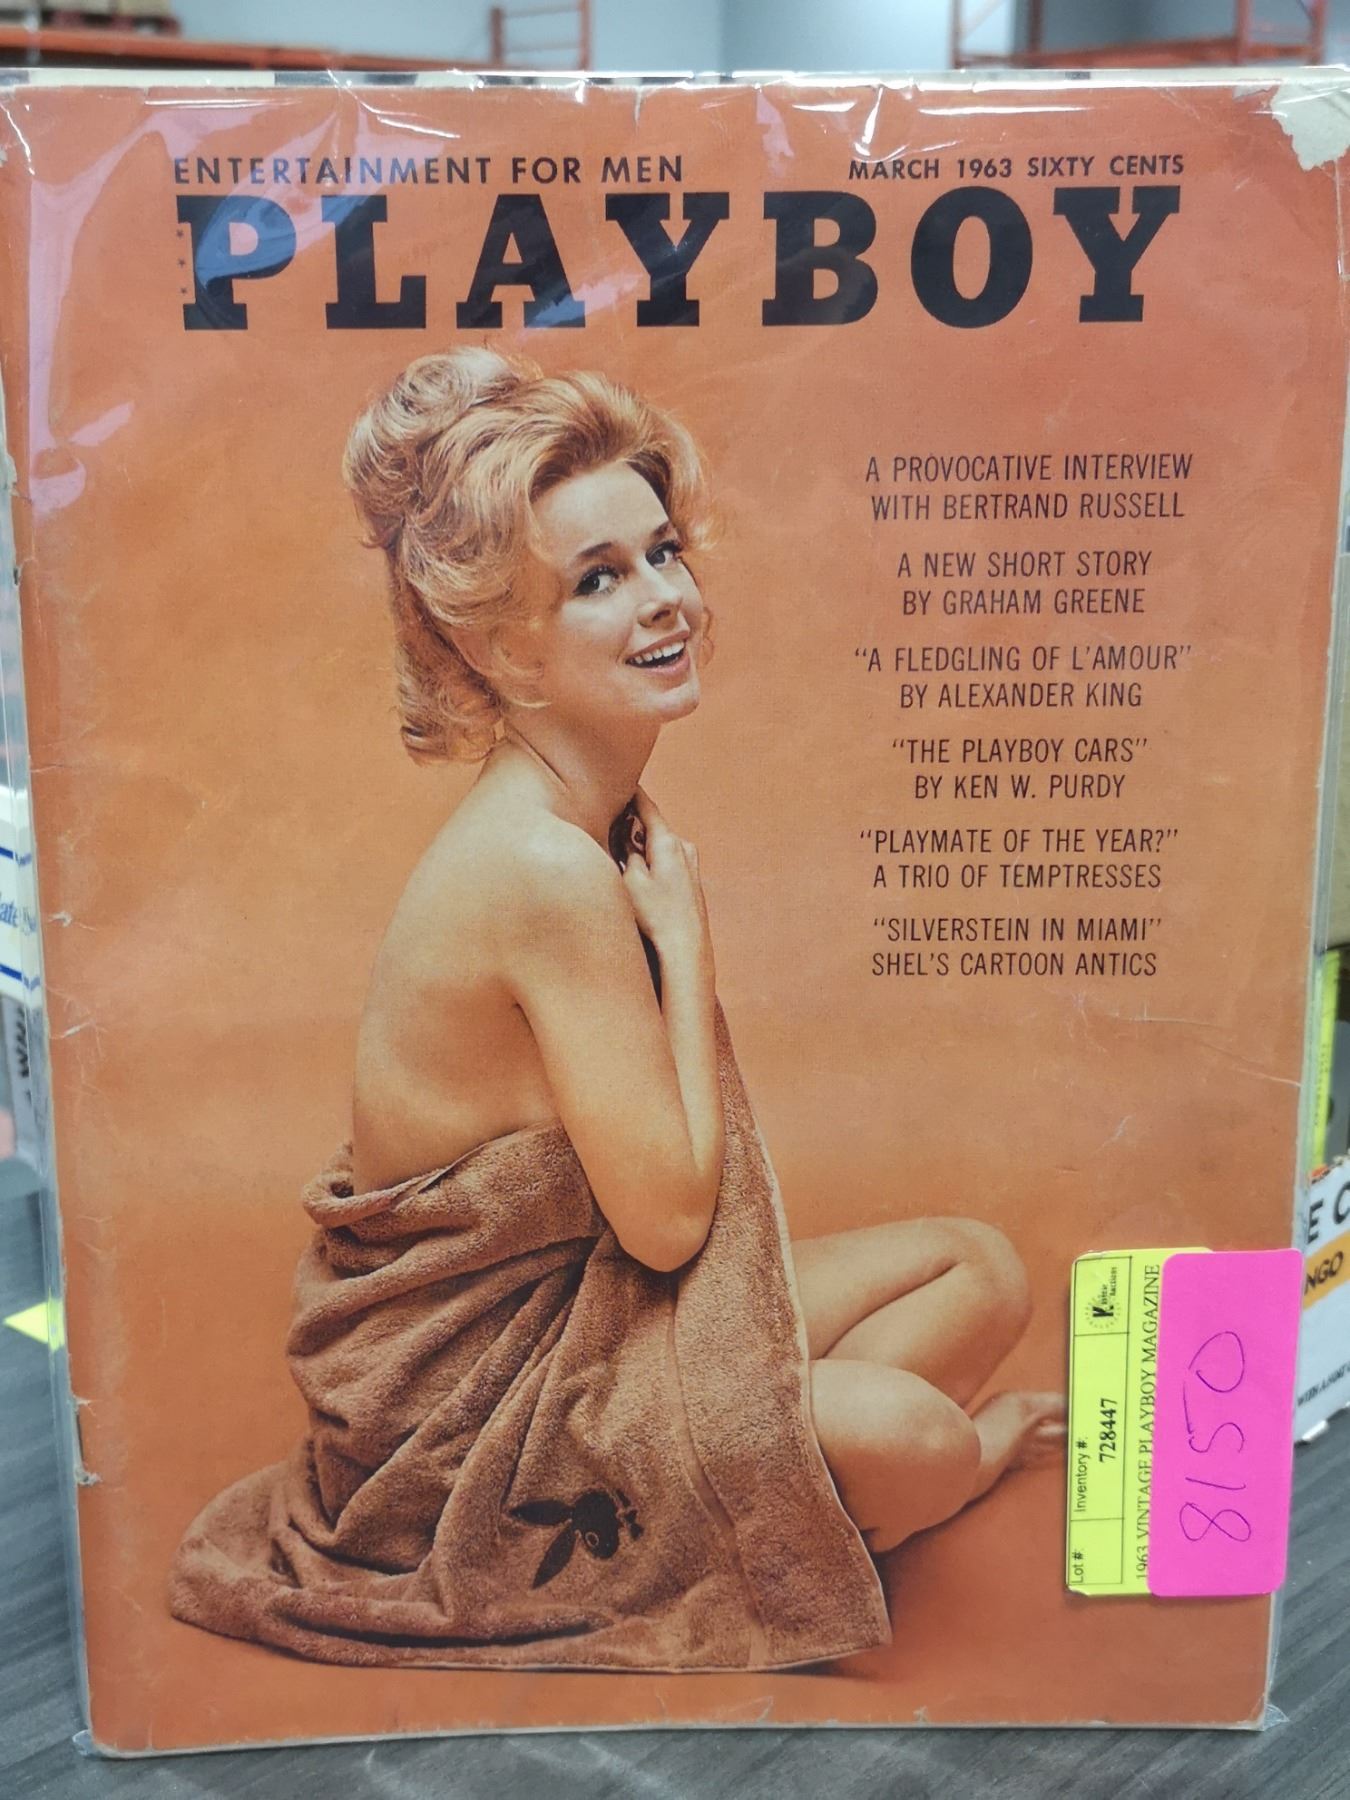 ENTERTAINMENT FOR MEN
MARCH 1963 SIXTY CENTS
PLAYBOY
A PROVOCATIVE INTERVIEW
WITH BERTRAND RUSSELL
A NEW SHORT STORY
BY GRAHAM GREENE
“A FLEDGLING OF L'AMOUR”
BY ALEXANDER KING
“THE PLAYBOY CARS”
BY KEN W. PURDY
“PLAYMATE OF THE YEAR?”
A TRIO OF TEMPTRESSES
“SILVERSTEIN IN MIAMI”
SHEL'S CARTOON ANTICS
Lot #:
Inventory #:
728447
1963 VINTAGE PLAYBOY MAGAZINE
8150